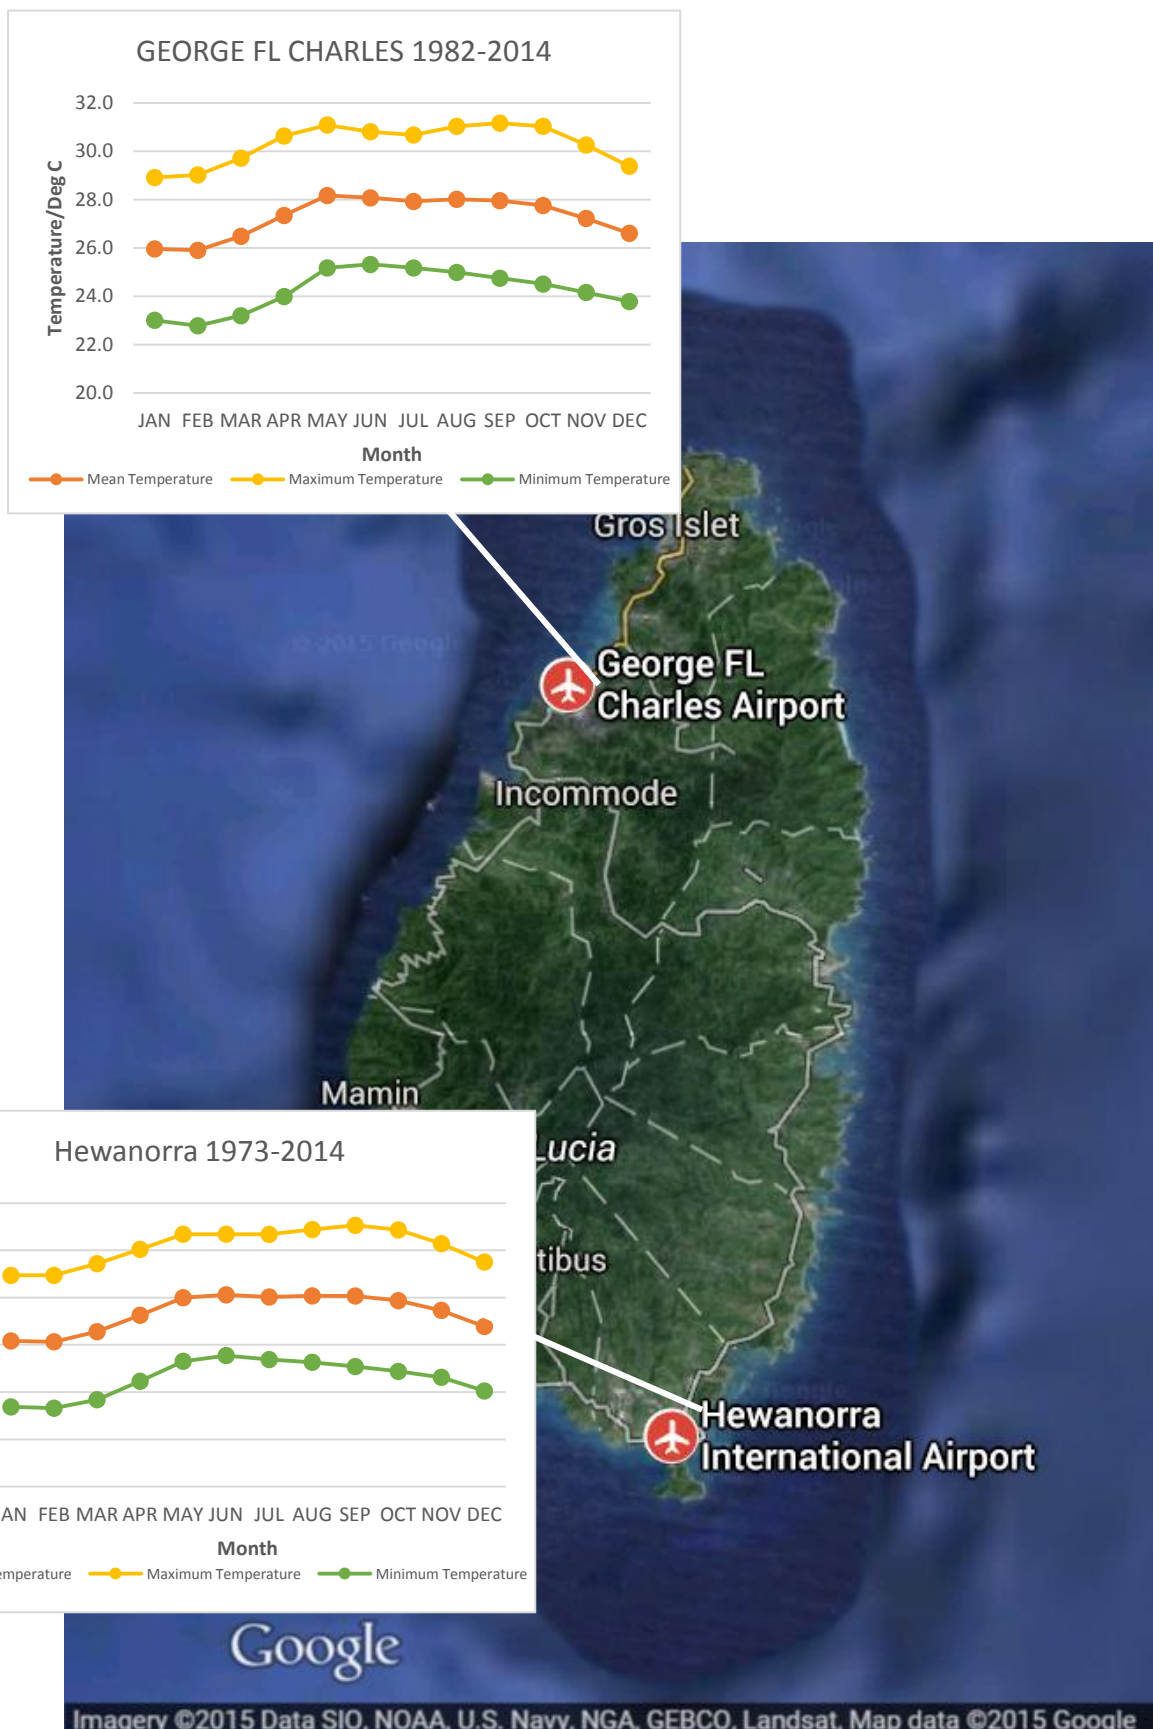 GEORGE FL CHARLES 1982-2014
32.0
30.0
28.0
26.0
24.0
22.0
20.0
Temperature/Deg C
JAN FEB MAR APR MAY JUN JUL AUG SEP OCT NOV DEC
Month
Mean Temperature Maximum Temperature Minimum Temperature
Gros Islet
© 2015 Google
George FL
Charles Airport
Incommode
Mamin
Hewanorra 1973-2014
Lucia
tibus
AN FEB MAR APR MAY JUN JUL AUG SEP OCT NOV DEC
Month
emperature Maximum Temperature Minimum Temperature
Hewanorra
International Airport
Google
Imagery ©2015 Data SIO, NOAA, U.S. Navy, NGA, GEBCO, Landsat, Map data ©2015 Google